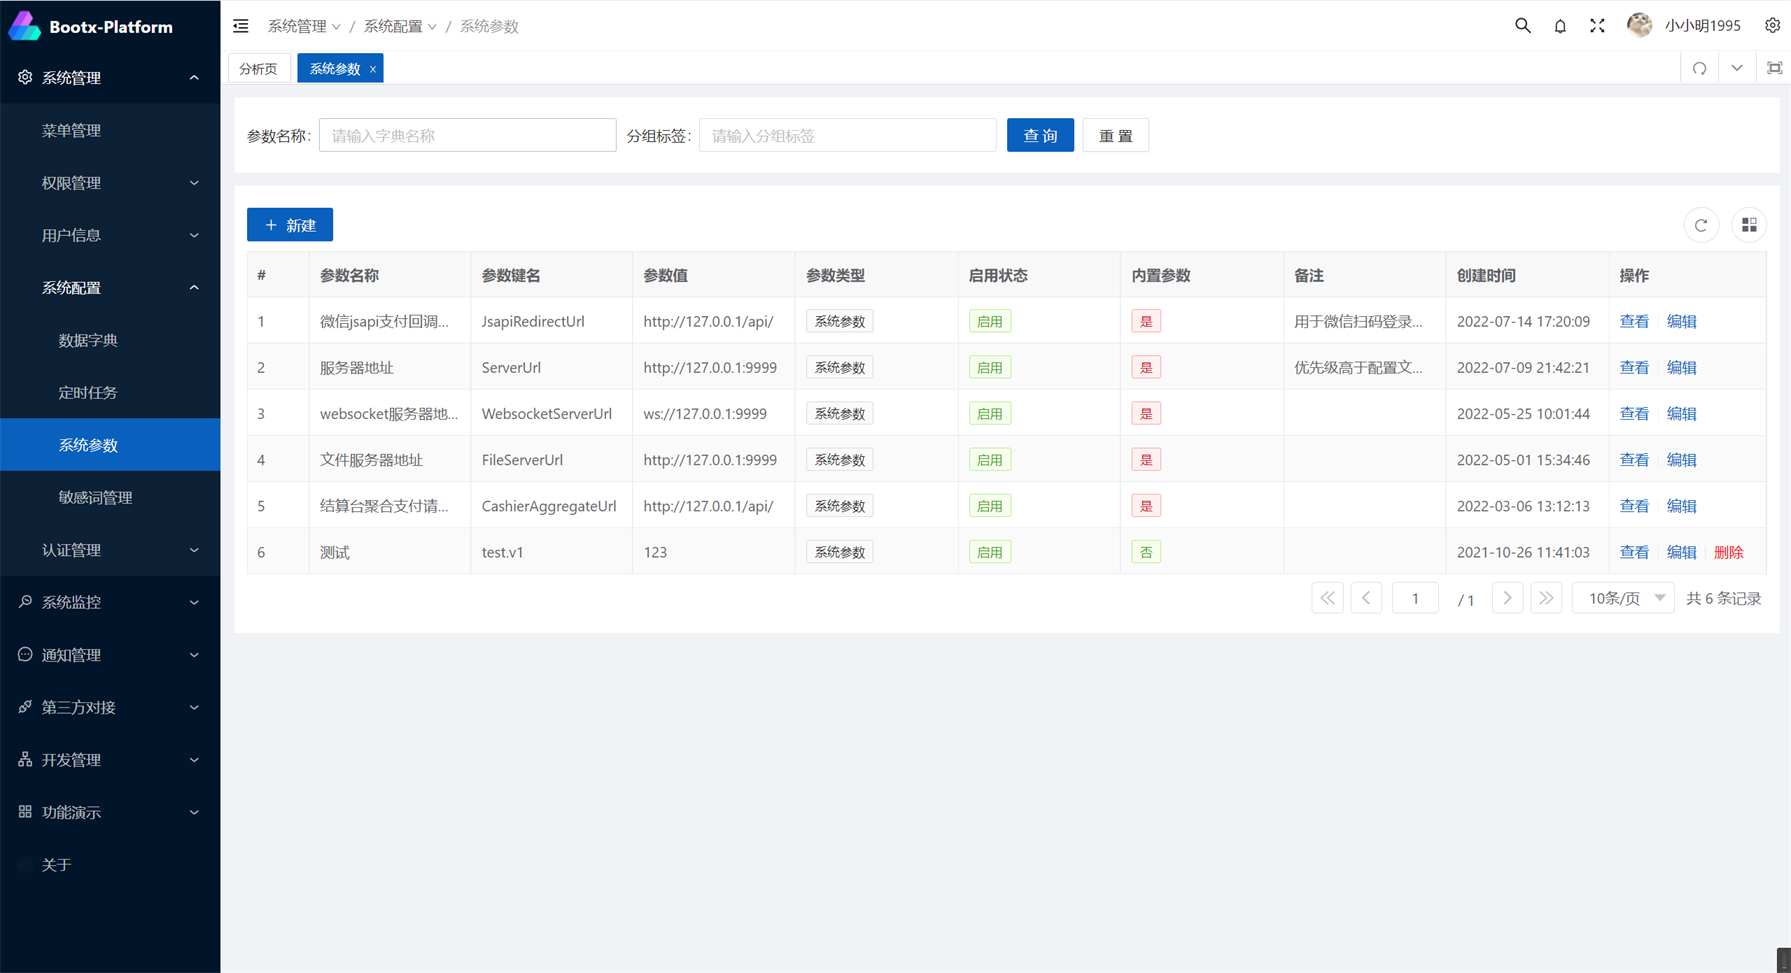 Bootx-Platform
系统管理 / 系统配置 / 系统参数
小小明1995
分析页
系统参数 x
系统管理
菜单管理
权限管理
用户信息
系统配置
数据字典
定时任务
系统参数
敏感词管理
认证管理
系统监控
通知管理
第三方对接
开发管理
功能演示
关于
参数名称: 请输入字典名称 分组标签: 请输入分组标签 查 询 重 置
+ 新建
# 参数名称 参数键名 参数值 参数类型 启用状态 内置参数 备注 创建时间 操作
1 微信jsapi支付回调... JsapiRedirectUrl http://127.0.0.1/api/ 系统参数 启用 是 用于微信扫码登录... 2022-07-14 17:20:09 查看 编辑
2 服务器地址 ServerUrl http://127.0.0.1:9999 系统参数 启用 是 优先级高于配置文... 2022-07-09 21:42:21 查看 编辑
3 websocket服务器地... WebsocketServerUrl ws://127.0.0.1:9999 系统参数 启用 是 2022-05-25 10:01:44 查看 编辑
4 文件服务器地址 FileServerUrl http://127.0.0.1:9999 系统参数 启用 是 2022-05-01 15:34:46 查看 编辑
5 结算台聚合支付请... CashierAggregateUrl http://127.0.0.1/api/ 系统参数 启用 是 2022-03-06 13:12:13 查看 编辑
6 测试 test.v1 123 系统参数 启用 否 2021-10-26 11:41:03 查看 编辑 删除
1 / 1 10条/页 共 6 条记录